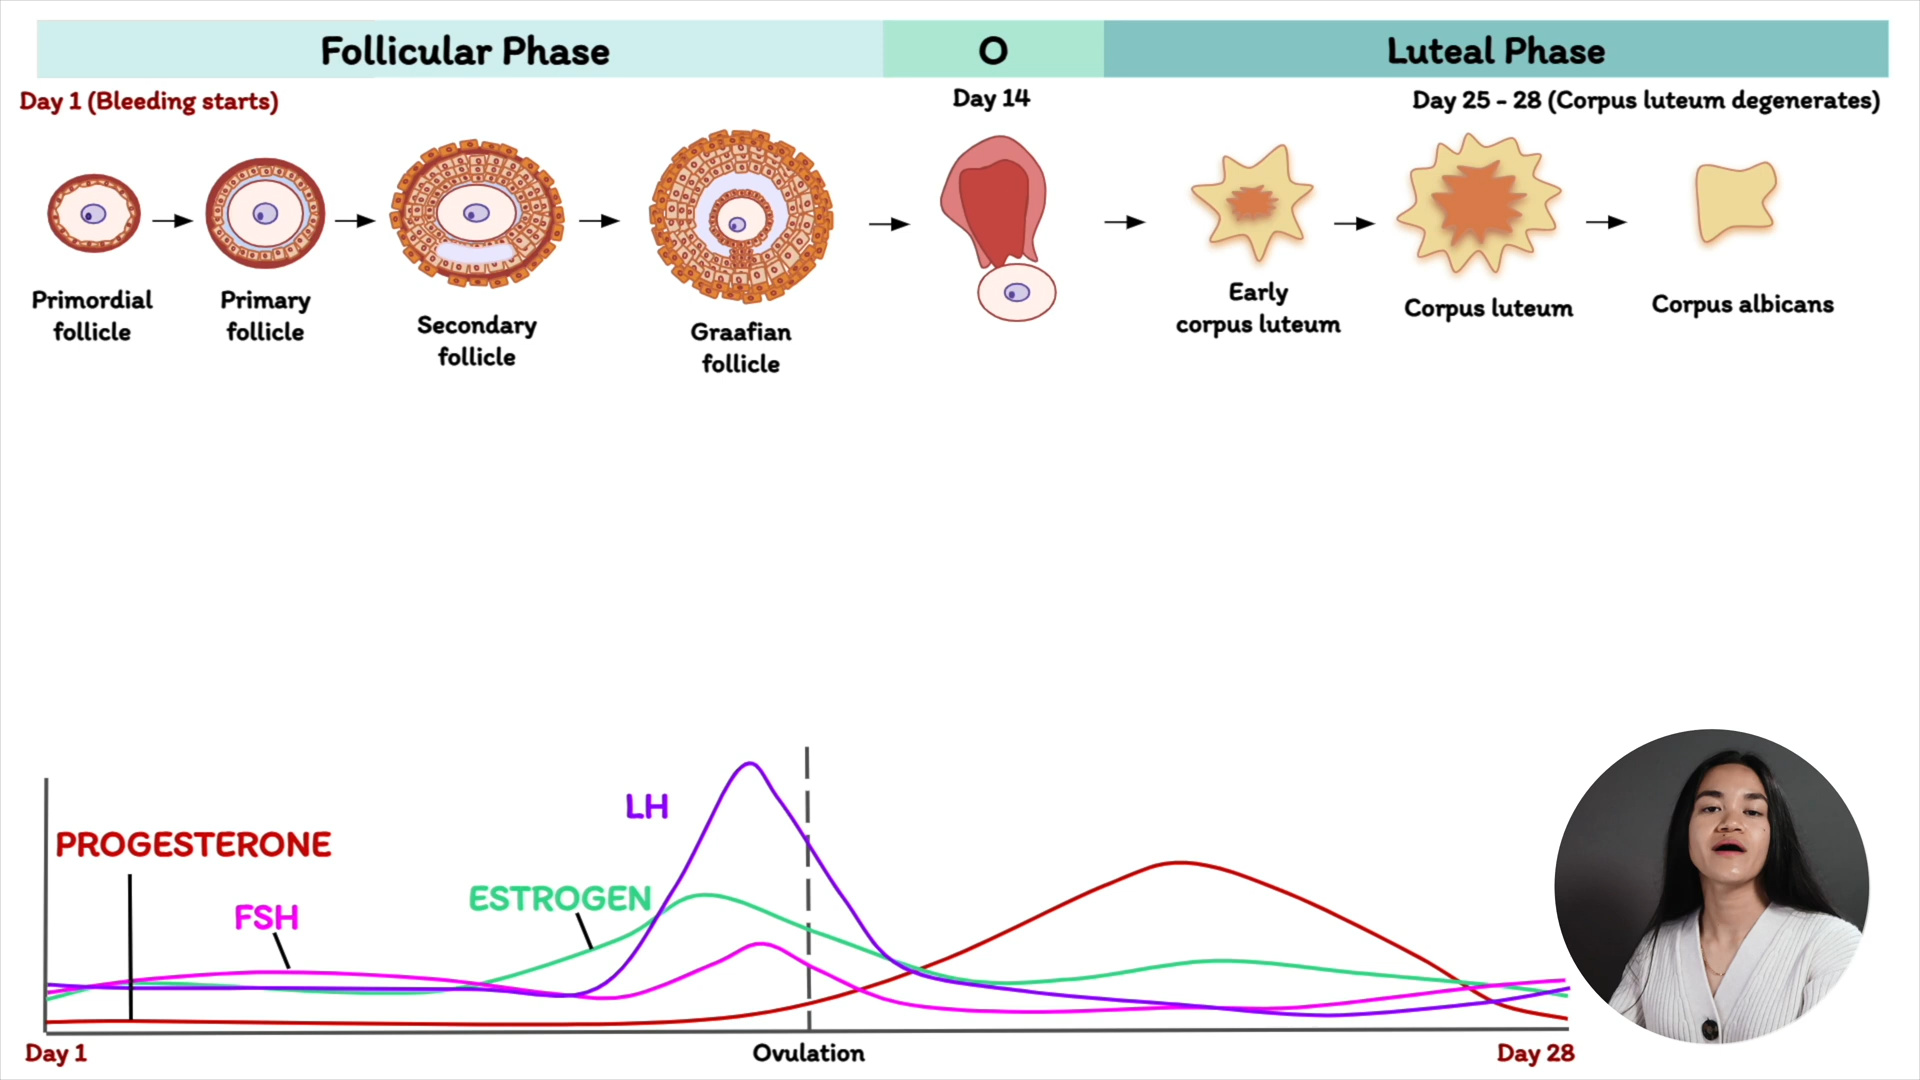 Follicular Phase
O
Luteal Phase
Day 1 (Bleeding starts)
Day 14
Day 25 - 28 (Corpus luteum degenerates)
Primordial
follicle
Primary
follicle
Secondary
follicle
Graafian
follicle
Early
corpus luteum
Corpus luteum
Corpus albicans
LH
PROGESTERONE
ESTROGEN
FSH
Day 1
Ovulation
Day 28